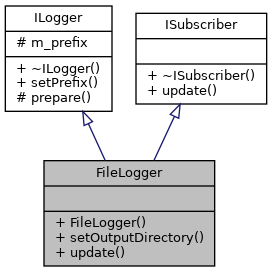 ILogger
# m_prefix
+ ~ILogger()
+ setPrefix()
# prepare()
ISubscriber
+ ~ISubscriber()
+ update()
FileLogger
+ FileLogger()
+ setOutputDirectory()
+ update()